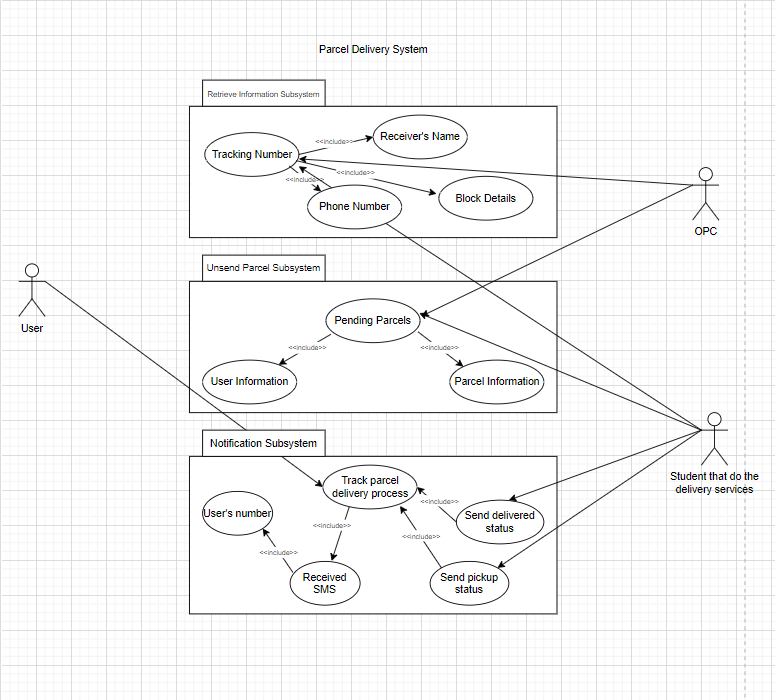 Parcel Delivery System
Retrieve Information Subsystem
Receiver's Name
<<include>>
Tracking Number
<<include>>
<<include>>
Block Details
Phone Number
OPC
Unsend Parcel Subsystem
User
Pending Parcels
<<include>>
<<include>>
User Information
Parcel Information
Notification Subsystem
Track parcel
delivery process
Student that do the
delivery services
<<include>>
User's number
Send delivered
status
<<include>>
<<include>>
<<include>>
Received
SMS
Send pickup
status